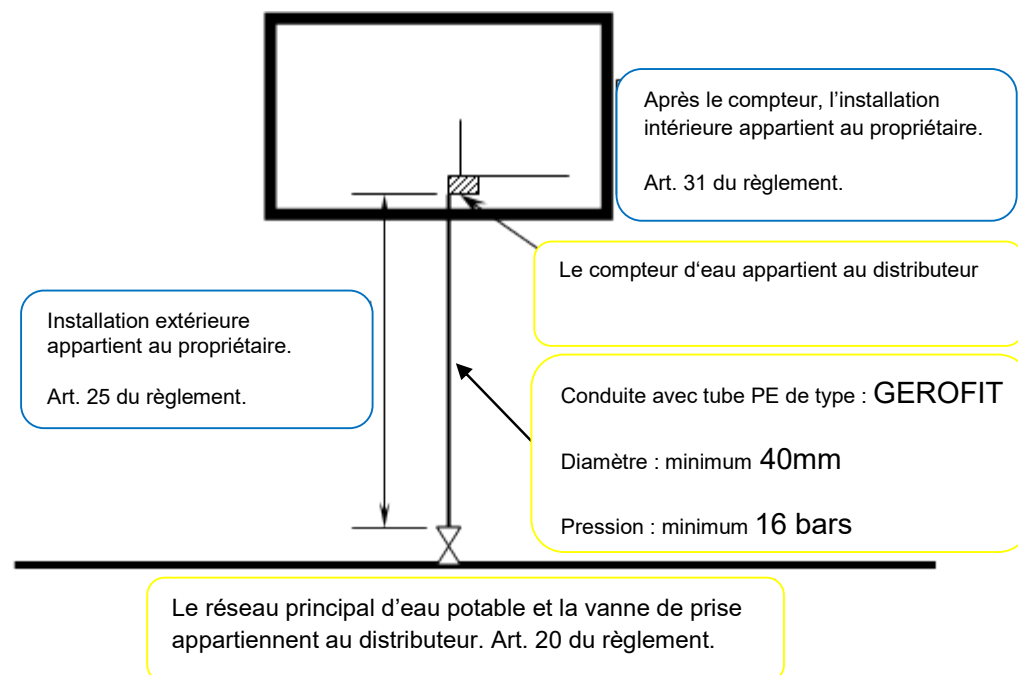 Après le compteur, l’installation
intérieure appartient au propriétaire.
Art. 31 du règlement.
Le compteur d‘eau appartient au distributeur
Installation extérieure
appartient au propriétaire.
Art. 25 du règlement.
Conduite avec tube PE de type : GEROFIT
Diamètre : minimum 40mm
Pression : minimum 16 bars
Le réseau principal d’eau potable et la vanne de prise
appartiennent au distributeur. Art. 20 du règlement.